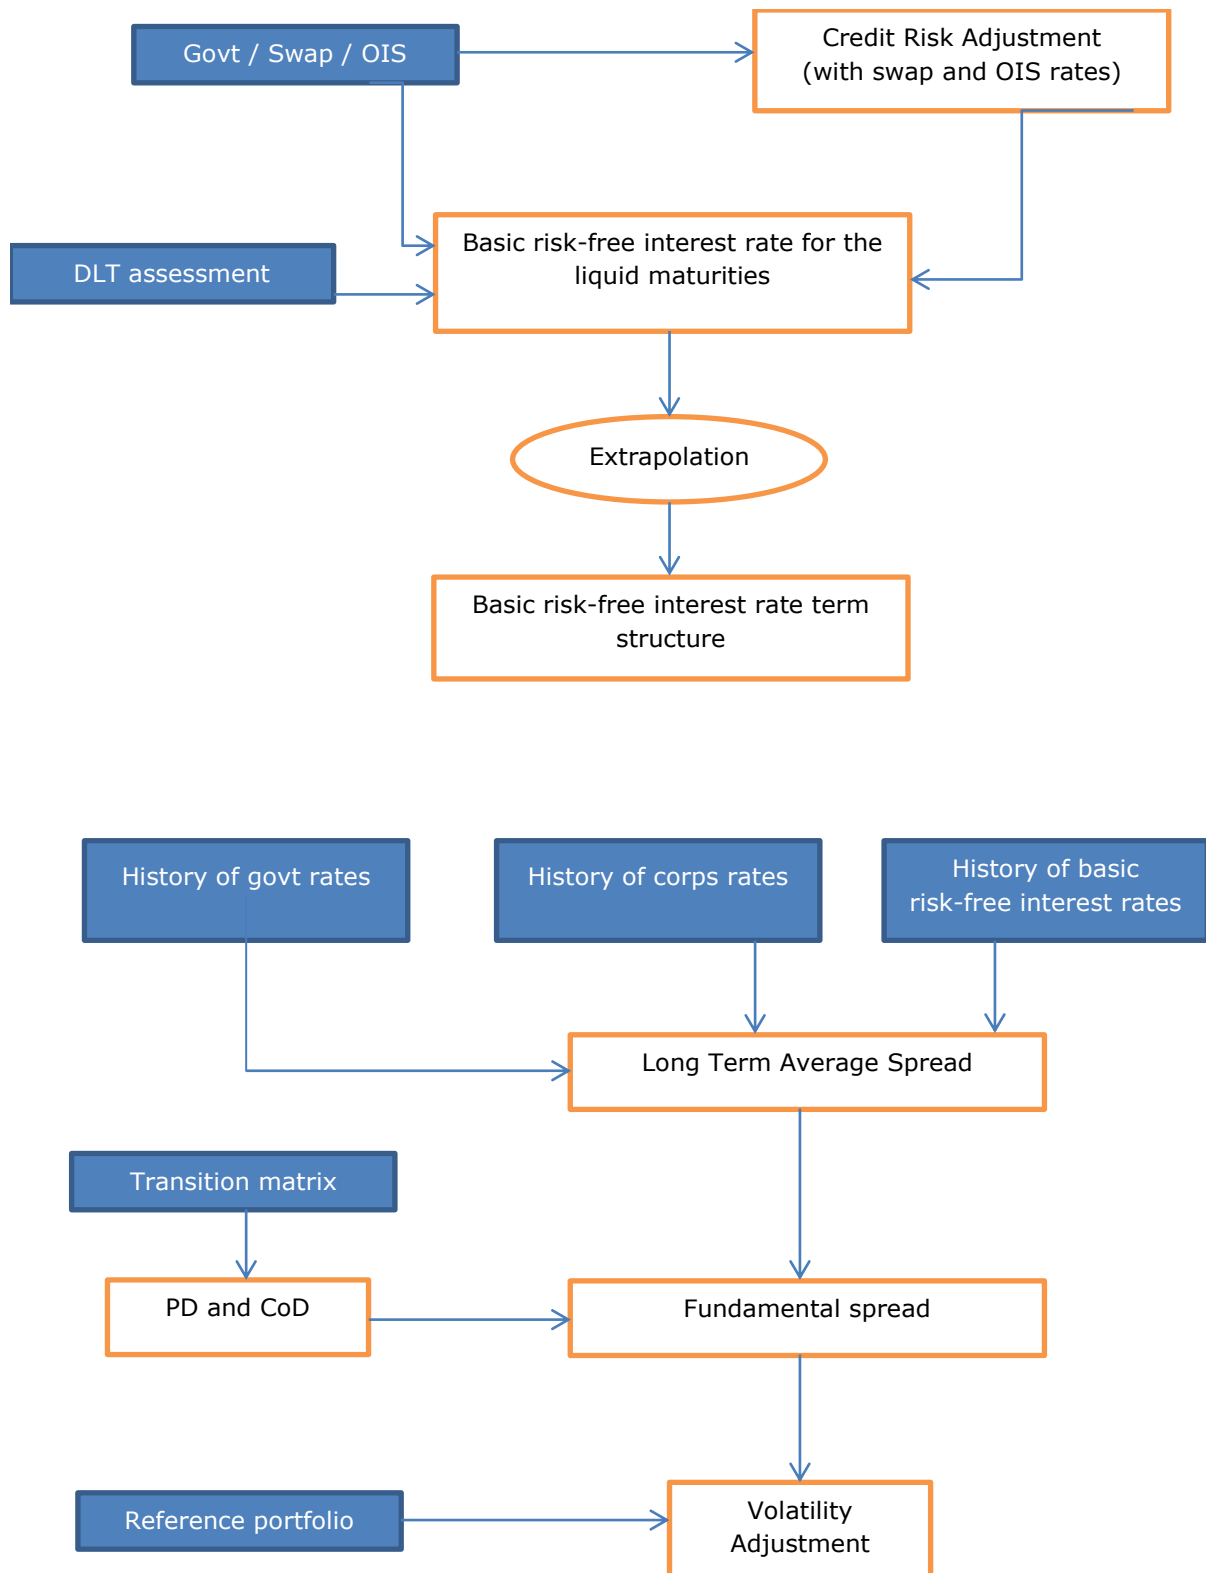 Govt / Swap / OIS
Credit Risk Adjustment
(with swap and OIS rates)
Basic risk-free interest rate for the
liquid maturities
DLT assessment
Extrapolation
Basic risk-free interest rate term
structure
History of govt rates
History of corps rates
History of basic
risk-free interest rates
Long Term Average Spread
Transition matrix
PD and CoD
Fundamental spread
Reference portfolio
Volatility
Adjustment